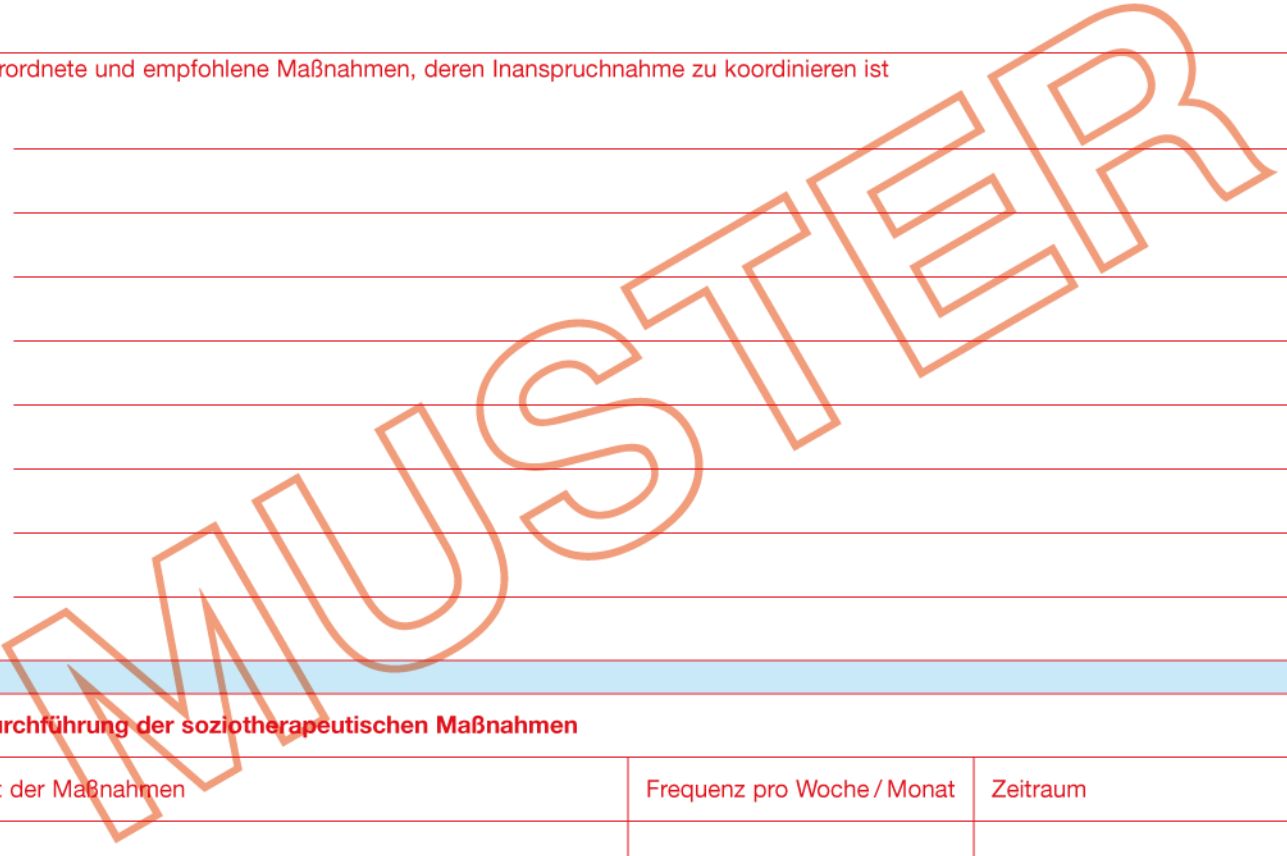 rordnete und empfohlene Maßnahmen, deren Inanspruchnahme zu koordinieren ist
MUSTER
urchführung der soziotherapeutischen Maßnahmen
t der Maßnahmen Frequenz pro Woche / Monat Zeitraum